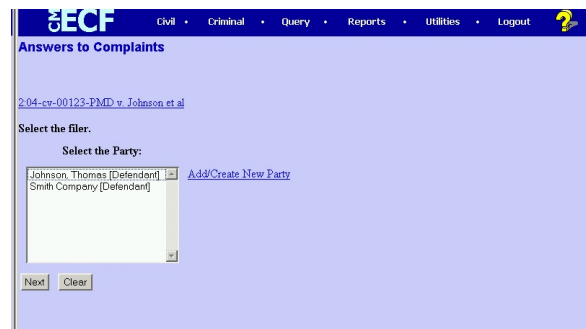 CM ECF Civil • Criminal • Query • Reports • Utilities • Logout ?
Answers to Complaints
2:04-cv-00123-PMD v. Johnson et al
Select the filer.
Select the Party:
Johnson, Thomas [Defendant] Add/Create New Party
Smith Company [Defendant]
Next Clear